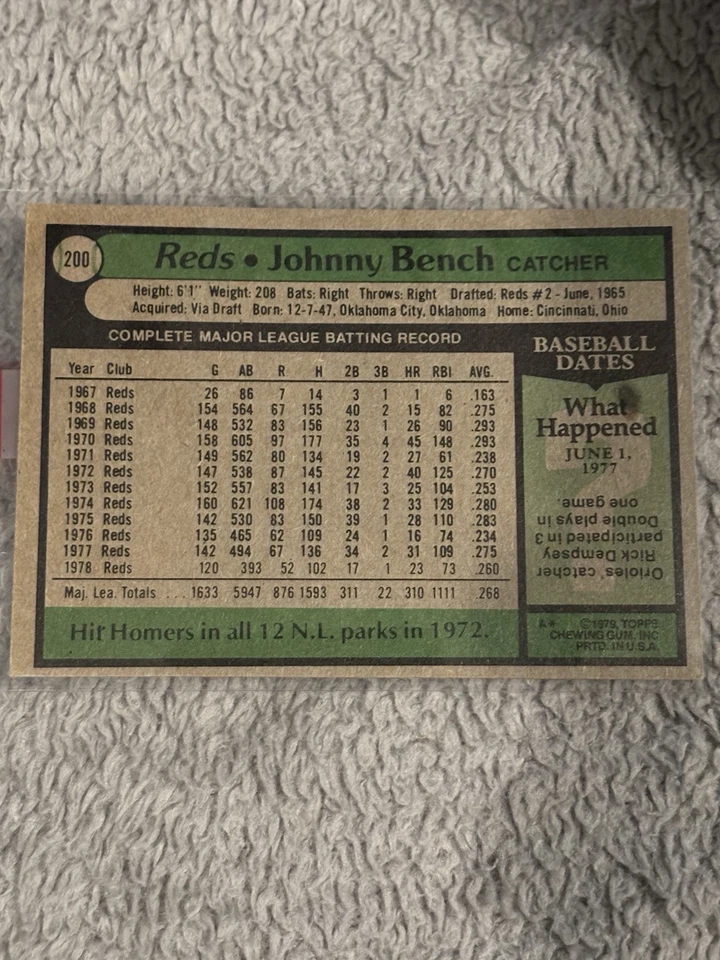 200
Reds • Johnny Bench CATCHER
Height: 6'1" Weight: 208 Bats: Right Throws: Right Drafted: Reds #2 - June, 1965
Acquired: Via Draft Born: 12-7-47, Oklahoma City, Oklahoma Home: Cincinnati, Ohio
COMPLETE MAJOR LEAGUE BATTING RECORD
Year Club G AB R H 2B 3B HR RBI AVG.
1967 Reds 26 86 7 14 3 1 1 6 .163
1968 Reds 154 564 67 155 40 2 15 82 .275
1969 Reds 148 532 83 156 23 1 26 90 .293
1970 Reds 158 605 97 177 35 4 45 148 .293
1971 Reds 149 562 80 134 19 2 27 61 .238
1972 Reds 147 538 87 145 22 2 40 125 .270
1973 Reds 152 557 83 141 17 3 25 104 .253
1974 Reds 160 621 108 174 38 2 33 129 .280
1975 Reds 142 530 83 150 39 1 28 110 .283
1976 Reds 135 465 62 109 24 1 16 74 .234
1977 Reds 142 494 67 136 34 2 31 109 .275
1978 Reds 120 393 52 102 17 1 23 73 .260
Maj. Lea. Totals ... 1633 5947 876 1593 311 22 310 1111 .268
Hit Homers in all 12 N.L. parks in 1972.
BASEBALL
DATES
What
Happened
JUNE 1,
1977
Orioles' catcher
Rick Dempsey
participated in 3
Double plays in
one game.
A* ©1979, TOPPS
CHEWING GUM, INC
PRTD. IN U.S.A.